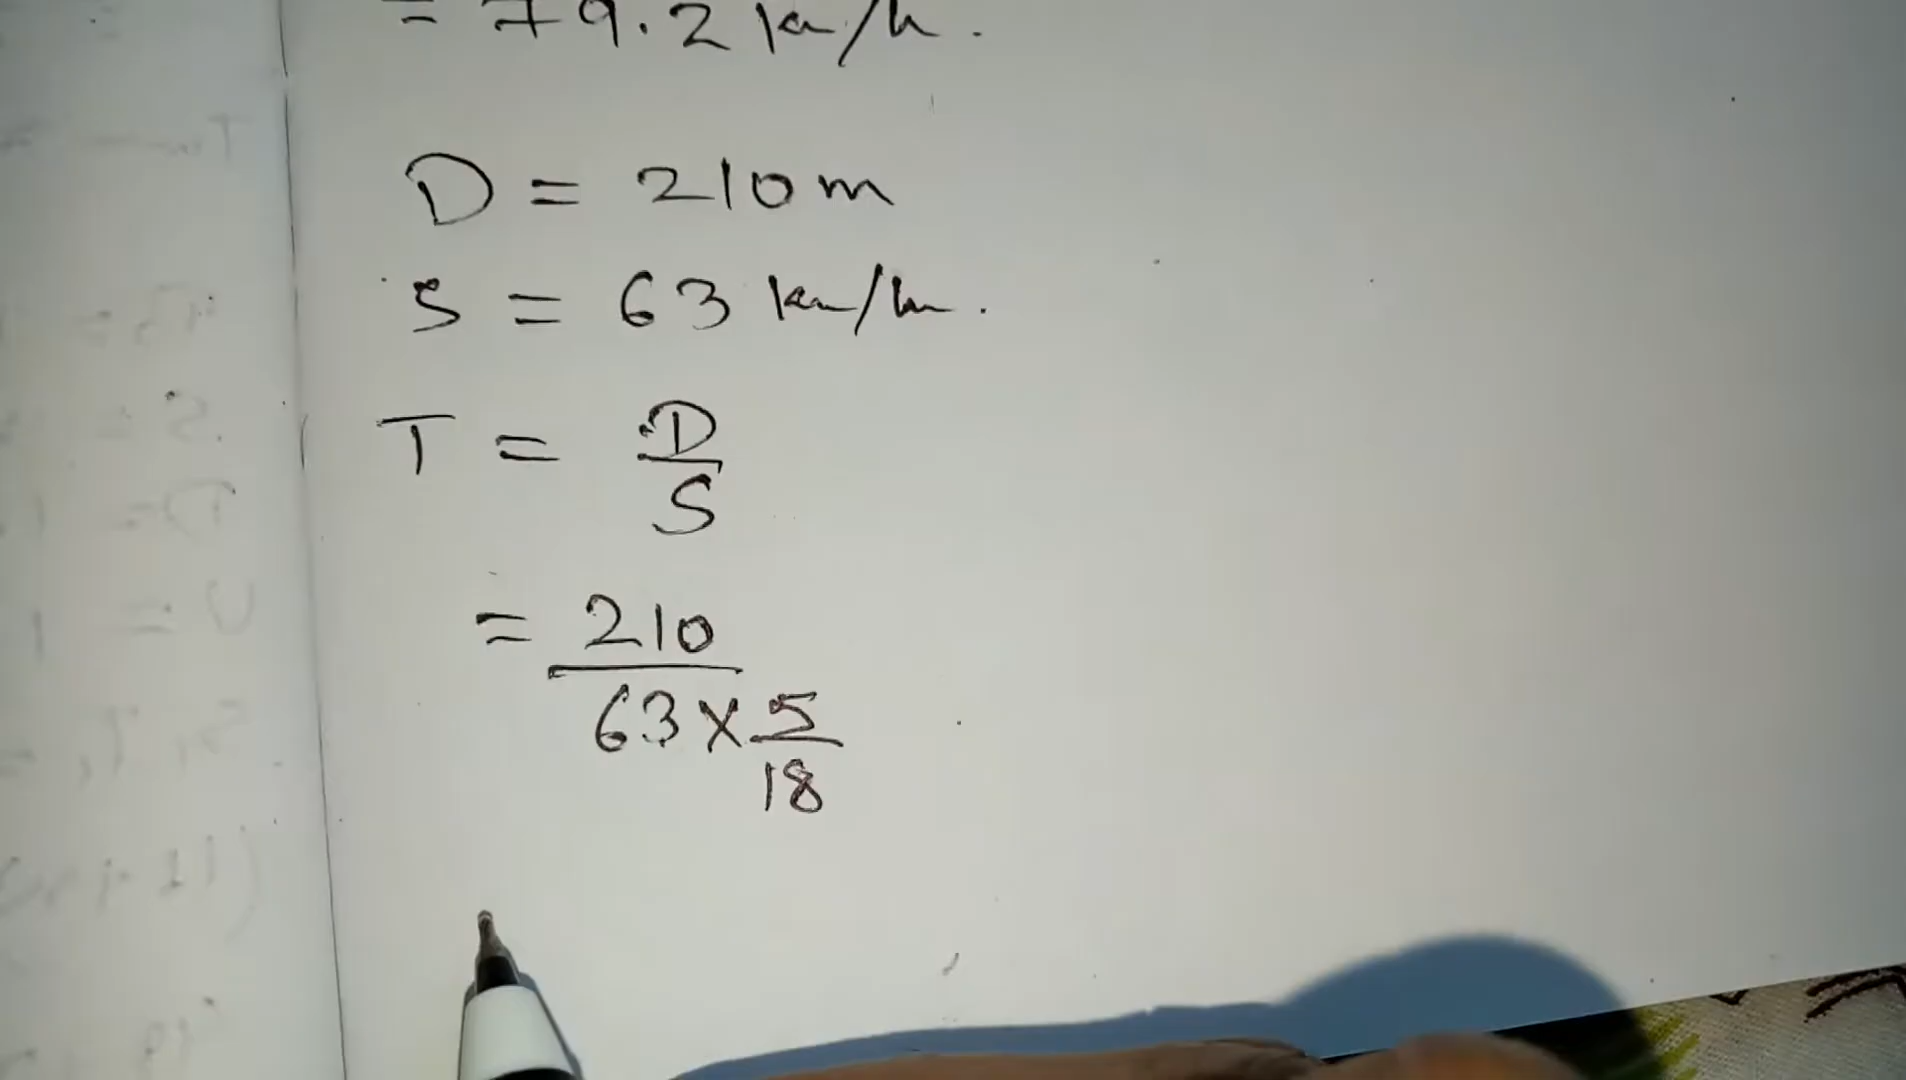 = 79.2 km/h.
D = 210 m
S = 63 km/h.
T = D/S
= 210/(63 × 5/18)